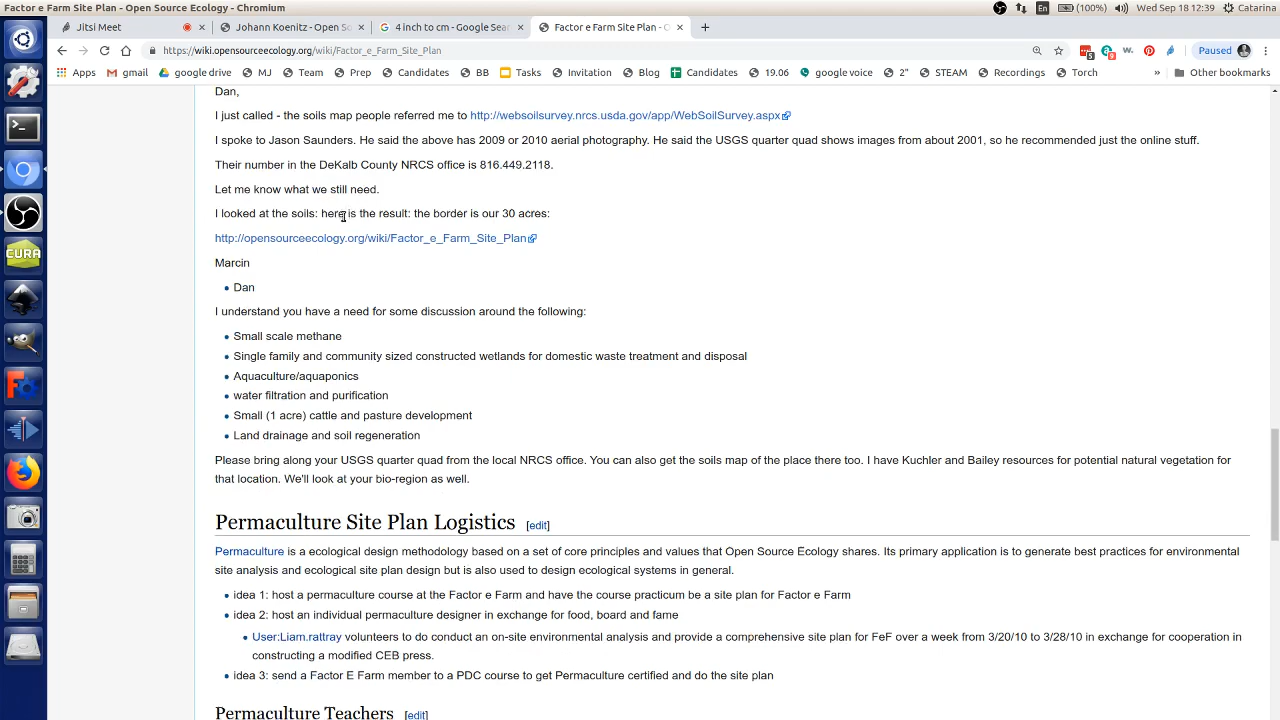 Factor e Farm Site Plan - Open Source Ecology - Chromium
En
(100%)
Wed Sep 18 12:39
Catarina
Jitsi Meet
Johann Koenitz - Open So
4 inch to cm - Google Sear
Factor e Farm Site Plan - O
https://wiki.opensourceecology.org/wiki/Factor_e_Farm_Site_Plan
Paused
Apps
gmail
google drive
MJ
Team
Prep
Candidates
BB
Tasks
Invitation
Blog
Candidates
19.06
google voice
2"
STEAM
Recordings
Torch
»
Other bookmarks
Dan,
I just called - the soils map people referred me to http://websoilsurvey.nrcs.usda.gov/app/WebSoilSurvey.aspx
I spoke to Jason Saunders. He said the above has 2009 or 2010 aerial photography. He said the USGS quarter quad shows images from about 2001, so he recommended just the online stuff.
Their number in the DeKalb County NRCS office is 816.449.2118.
Let me know what we still need.
I looked at the soils: here is the result: the border is our 30 acres:
http://opensourceecology.org/wiki/Factor_e_Farm_Site_Plan
Marcin
Dan
I understand you have a need for some discussion around the following:
Small scale methane
Single family and community sized constructed wetlands for domestic waste treatment and disposal
Aquaculture/aquaponics
water filtration and purification
Small (1 acre) cattle and pasture development
Land drainage and soil regeneration
Please bring along your USGS quarter quad from the local NRCS office. You can also get the soils map of the place there too. I have Kuchler and Bailey resources for potential natural vegetation for
that location. We'll look at your bio-region as well.
Permaculture Site Plan Logistics [edit]
Permaculture is a ecological design methodology based on a set of core principles and values that Open Source Ecology shares. Its primary application is to generate best practices for environmental
site analysis and ecological site plan design but is also used to design ecological systems in general.
idea 1: host a permaculture course at the Factor e Farm and have the course practicum be a site plan for Factor e Farm
idea 2: host an individual permaculture designer in exchange for food, board and fame
User:Liam.rattray volunteers to do conduct an on-site environmental analysis and provide a comprehensive site plan for FeF over a week from 3/20/10 to 3/28/10 in exchange for cooperation in
constructing a modified CEB press.
idea 3: send a Factor E Farm member to a PDC course to get Permaculture certified and do the site plan
Permaculture Teachers [edit]
CURA